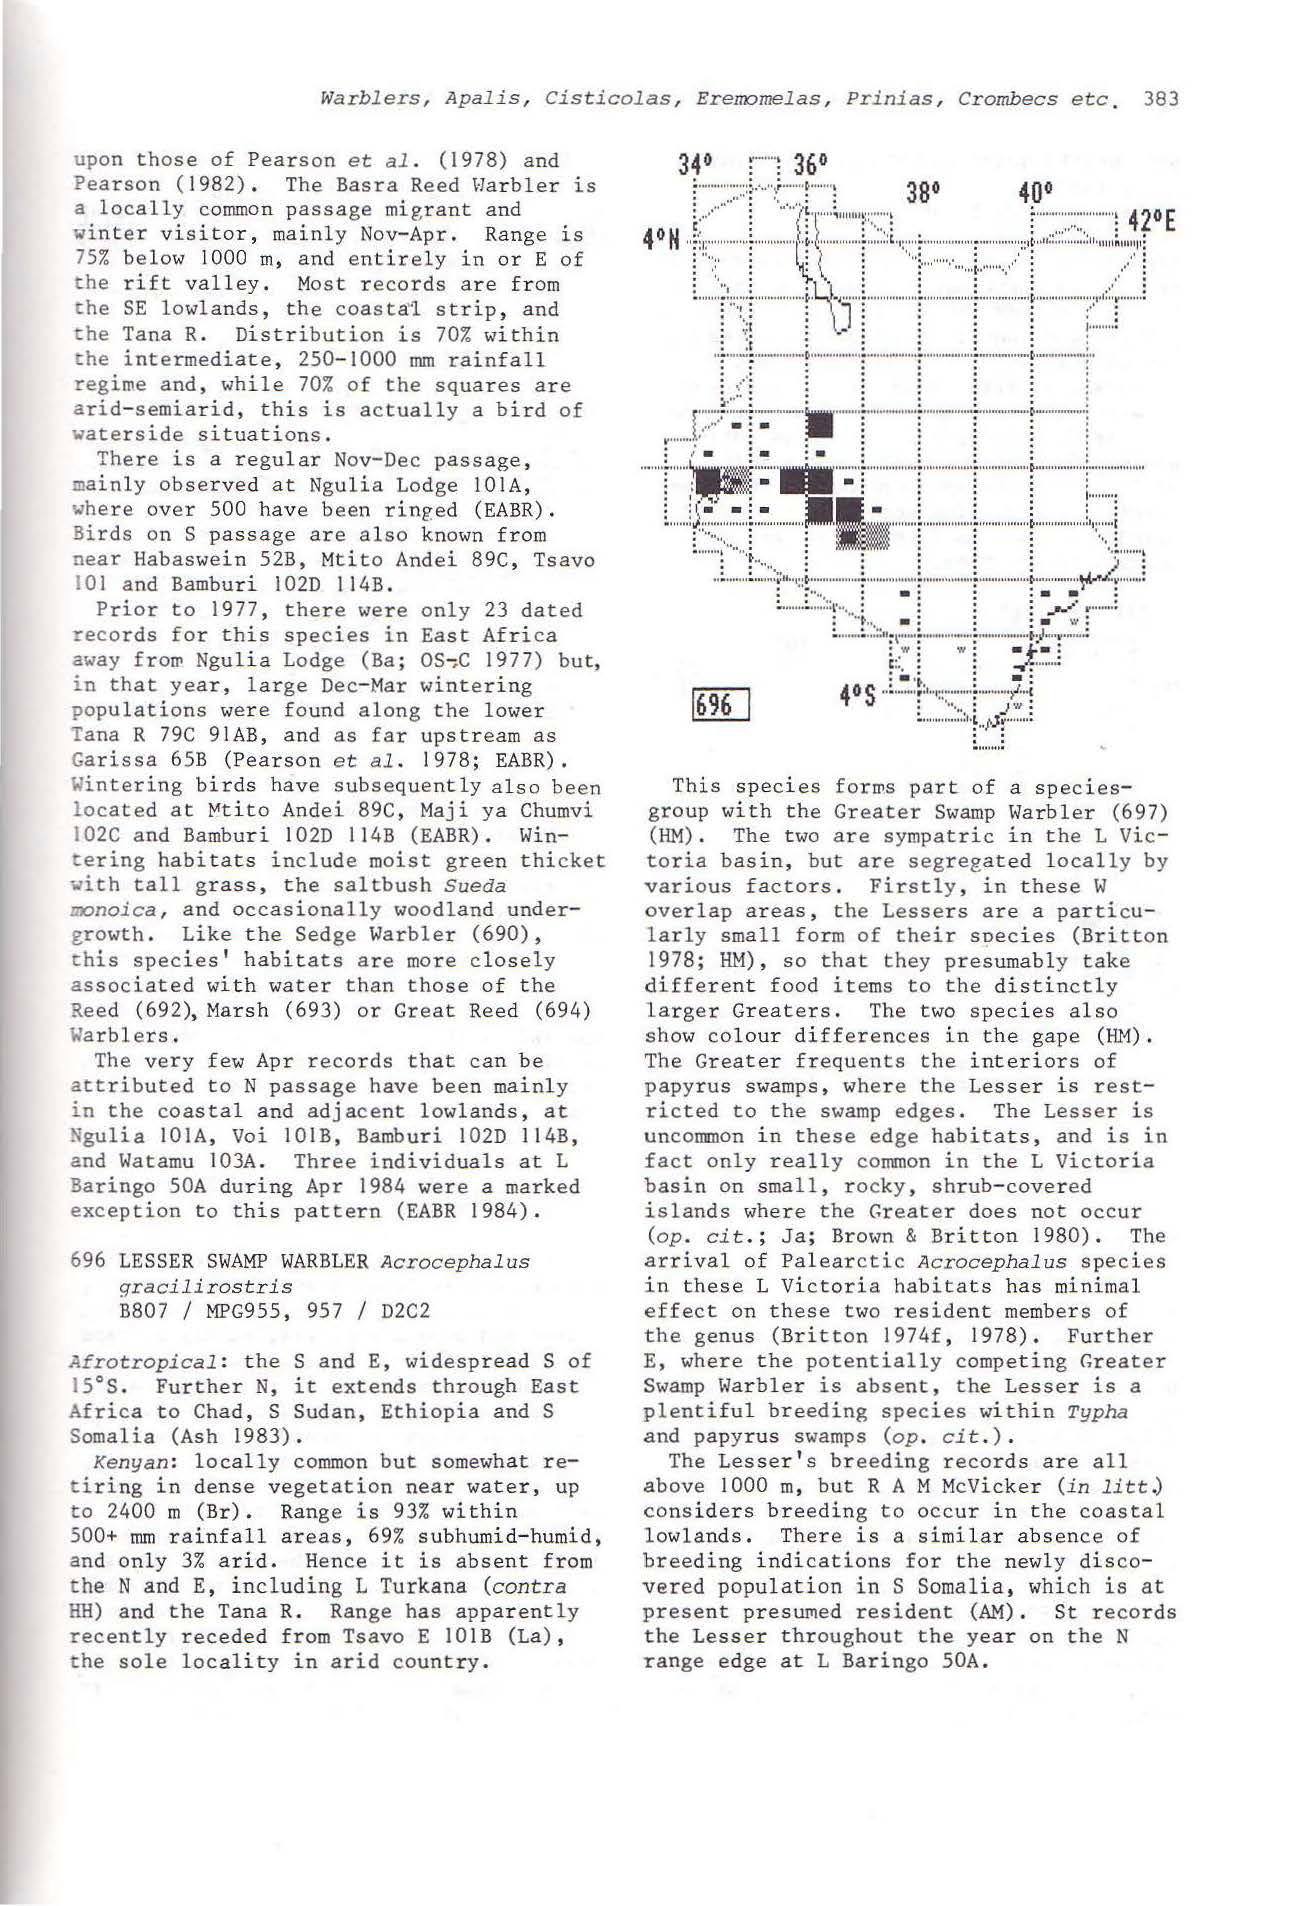 Warblers, Apalis, Cisticolas, Eremomelas, Prinias, Crombecs etc. 383
upon those of Pearson et al. (1978) and
Pearson (1982). The Basra Reed Warbler is
a locally common passage migrant and
winter visitor, mainly Nov-Apr. Range is
75% below 1000 m, and entirely in or E of
the rift valley. Most records are from
the SE lowlands, the coastal strip, and
the Tana R. Distribution is 70% within
the intermediate, 250-1000 mm rainfall
regime and, while 70% of the squares are
arid-semiarid, this is actually a bird of
waterside situations.
There is a regular Nov-Dec passage,
mainly observed at Ngulia Lodge 101A,
where over 500 have been ringed (EABR).
Birds on S passage are also known from
near Habaswein 52B, Mtito Andei 89C, Tsavo
101 and Bamburi 102D 114B.
Prior to 1977, there were only 23 dated
records for this species in East Africa
away from Ngulia Lodge (Ba; OS-;C 1977) but,
in that year, large Dec-Mar wintering
populations were found along the lower
Tana R 79C 91AB, and as far upstream as
Garissa 65B (Pearson et al. 1978; EABR).
Wintering birds have subsequently also been
located at Mtito Andei 89C, Maji ya Chumvi
102C and Bamburi 102D 114B (EABR). Win-
tering habitats include moist green thicket
with tall grass, the saltbush Sueda
monoica, and occasionally woodland under-
growth. Like the Sedge Warbler (690),
this species' habitats are more closely
associated with water than those of the
Reed (692), Marsh (693) or Great Reed (694)
Warblers.
The very few Apr records that can be
attributed to N passage have been mainly
in the coastal and adjacent lowlands, at
Ngulia 101A, Voi 101B, Bamburi 102D 114B,
and Watamu 103A. Three individuals at L
Baringo 50A during Apr 1984 were a marked
exception to this pattern (EABR 1984).
696 LESSER SWAMP WARBLER Acrocephalus
gracilirostris
B807 / MPG955, 957 / D2C2
Afrotropical: the S and E, widespread S of
15°S. Further N, it extends through East
Africa to Chad, S Sudan, Ethiopia and S
Somalia (Ash 1983).
Kenyan: locally common but somewhat re-
tiring in dense vegetation near water, up
to 2400 m (Br). Range is 93% within
500+ mm rainfall areas, 69% subhumid-humid,
and only 3% arid. Hence it is absent from
the N and E, including L Turkana (contra
HH) and the Tana R. Range has apparently
recently receded from Tsavo E 101B (La),
the sole locality in arid country.
34° 36°
38° 40°
42°E
4°N
w
w w
4°S
w
696
This species forms part of a species-
group with the Greater Swamp Warbler (697)
(HM). The two are sympatric in the L Vic-
toria basin, but are segregated locally by
various factors. Firstly, in these W
overlap areas, the Lessers are a particu-
larly small form of their species (Britton
1978; HM), so that they presumably take
different food items to the distinctly
larger Greaters. The two species also
show colour differences in the gape (HM).
The Greater frequents the interiors of
papyrus swamps, where the Lesser is rest-
ricted to the swamp edges. The Lesser is
uncommon in these edge habitats, and is in
fact only really common in the L Victoria
basin on small, rocky, shrub-covered
islands where the Greater does not occur
(op. cit.; Ja; Brown & Britton 1980). The
arrival of Palearctic Acrocephalus species
in these L Victoria habitats has minimal
effect on these two resident members of
the genus (Britton 1974f, 1978). Further
E, where the potentially competing Greater
Swamp Warbler is absent, the Lesser is a
plentiful breeding species within Typha
and papyrus swamps (op. cit.).
The Lesser's breeding records are all
above 1000 m, but R A M McVicker (in litt.)
considers breeding to occur in the coastal
lowlands. There is a similar absence of
breeding indications for the newly disco-
vered population in S Somalia, which is at
present presumed resident (AM). St records
the Lesser throughout the year on the N
range edge at L Baringo 50A.